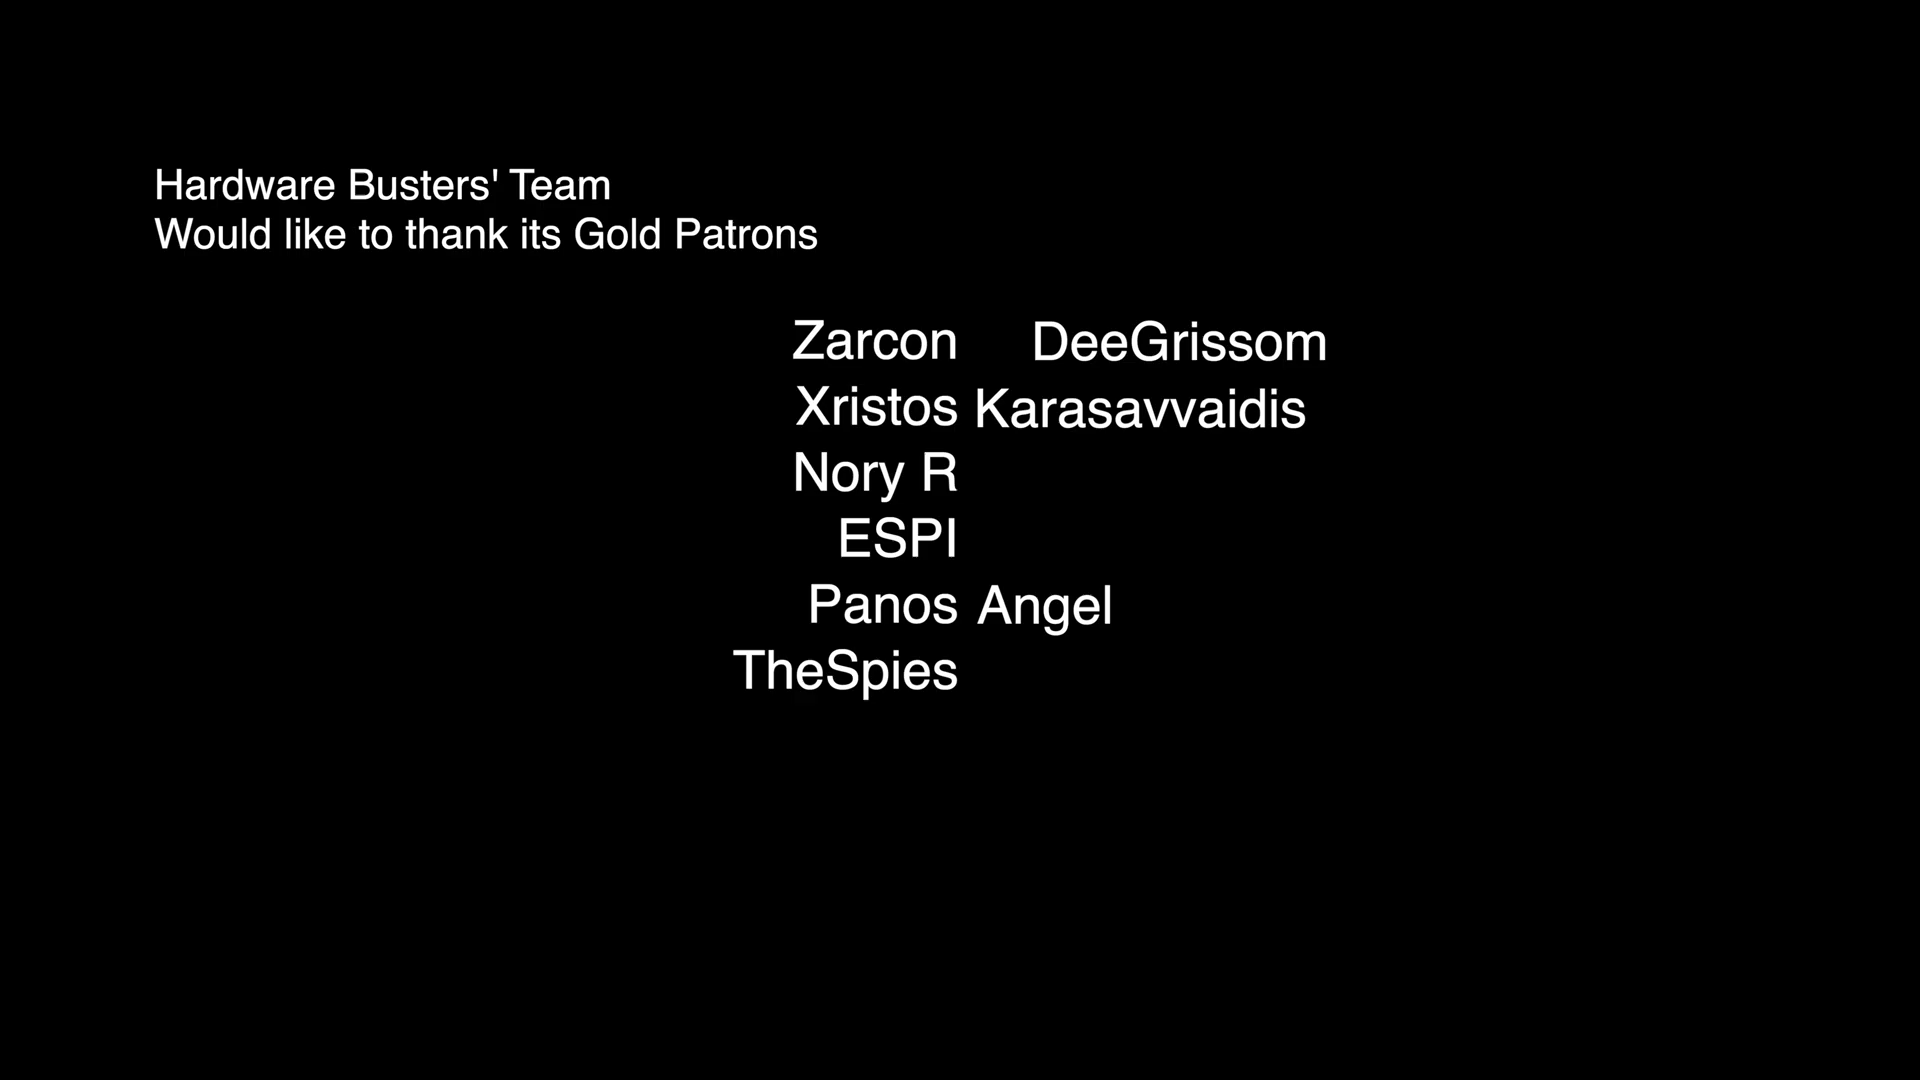 Hardware Busters' Team
Would like to thank its Gold Patrons
Zarcon DeeGrissom
Xristos Karasavvaidis
Nory R
ESPI
Panos Angel
TheSpies